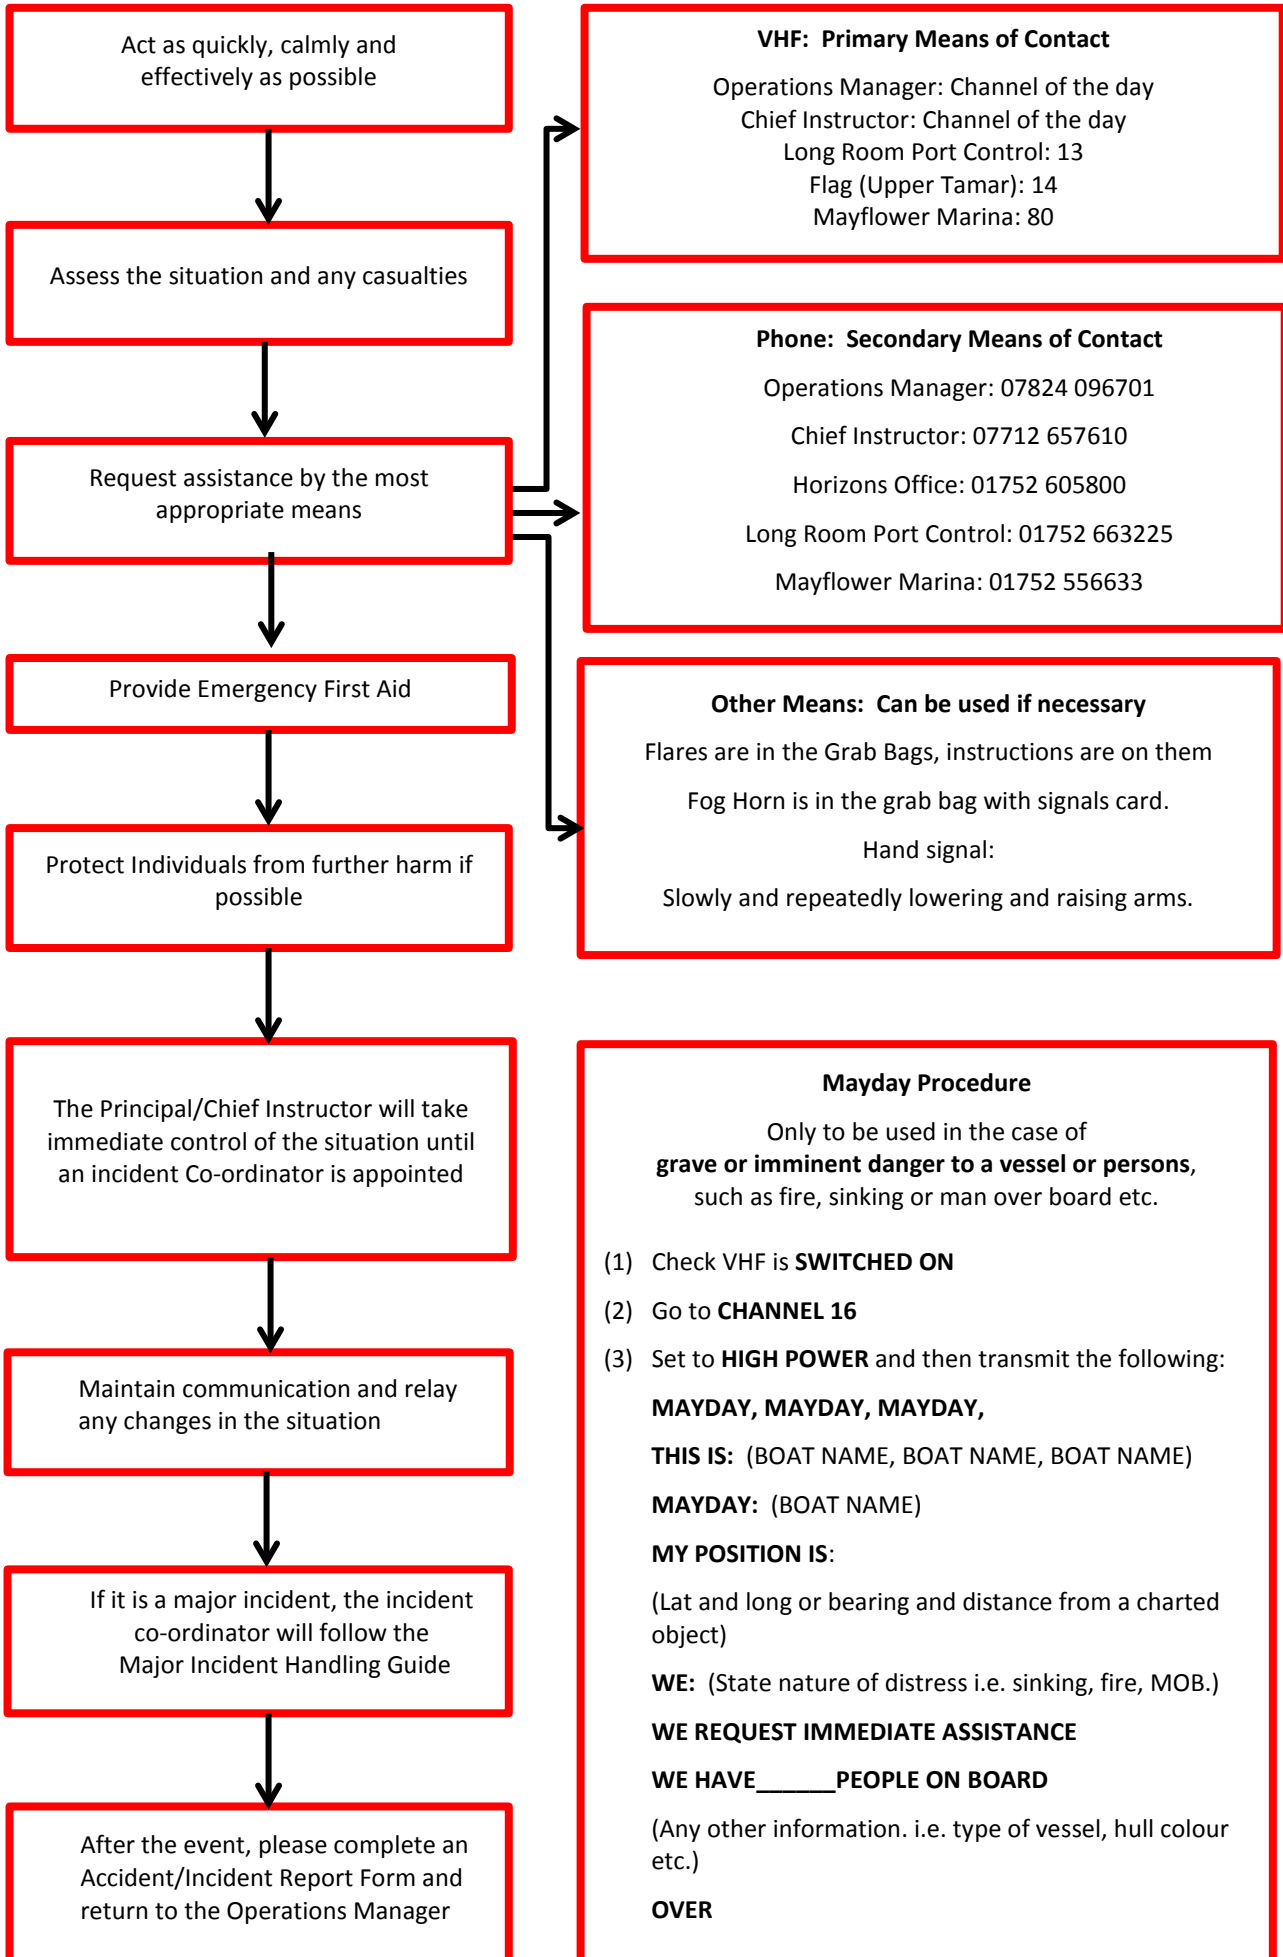 Act as quickly, calmly and
effectively as possible
Assess the situation and any casualties
Request assistance by the most
appropriate means
Provide Emergency First Aid
Protect Individuals from further harm if
possible
The Principal/Chief Instructor will take
immediate control of the situation until
an incident Co-ordinator is appointed
Maintain communication and relay
any changes in the situation
If it is a major incident, the incident
co-ordinator will follow the
Major Incident Handling Guide
After the event, please complete an
Accident/Incident Report Form and
return to the Operations Manager
VHF:  Primary Means of Contact
Operations Manager: Channel of the day
Chief Instructor: Channel of the day
Long Room Port Control: 13
Flag (Upper Tamar): 14
Mayflower Marina: 80
Phone:  Secondary Means of Contact
Operations Manager: 07824 096701
Chief Instructor: 07712 657610
Horizons Office: 01752 605800
Long Room Port Control: 01752 663225
Mayflower Marina: 01752 556633
Other Means:  Can be used if necessary
Flares are in the Grab Bags, instructions are on them
Fog Horn is in the grab bag with signals card.
Hand signal:
Slowly and repeatedly lowering and raising arms.
Mayday Procedure
Only to be used in the case of
grave or imminent danger to a vessel or persons,
such as fire, sinking or man over board etc.
(1) Check VHF is SWITCHED ON
(2) Go to CHANNEL 16
(3) Set to HIGH POWER and then transmit the following:
MAYDAY, MAYDAY, MAYDAY,
THIS IS:  (BOAT NAME, BOAT NAME, BOAT NAME)
MAYDAY:  (BOAT NAME)
MY POSITION IS:
(Lat and long or bearing and distance from a charted
object)
WE:  (State nature of distress i.e. sinking, fire, MOB.)
WE REQUEST IMMEDIATE ASSISTANCE
WE HAVE______PEOPLE ON BOARD
(Any other information. i.e. type of vessel, hull colour
etc.)
OVER